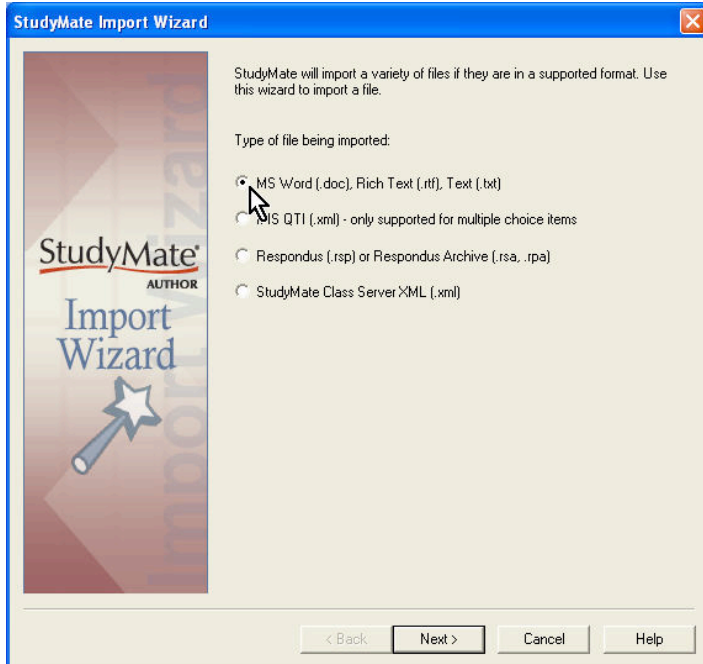 StudyMate Import Wizard
StudyMate will import a variety of files if they are in a supported format. Use
this wizard to import a file.
Type of file being imported:
MS Word (.doc), Rich Text (.rtf), Text (.txt)
QTI (.xml) - only supported for multiple choice items
Respondus (.rsp) or Respondus Archive (.rsa, .rpa)
StudyMate Class Server XML (.xml)
Import Wizard
StudyMate
AUTHOR
Import
Wizard
< Back
Next >
Cancel
Help